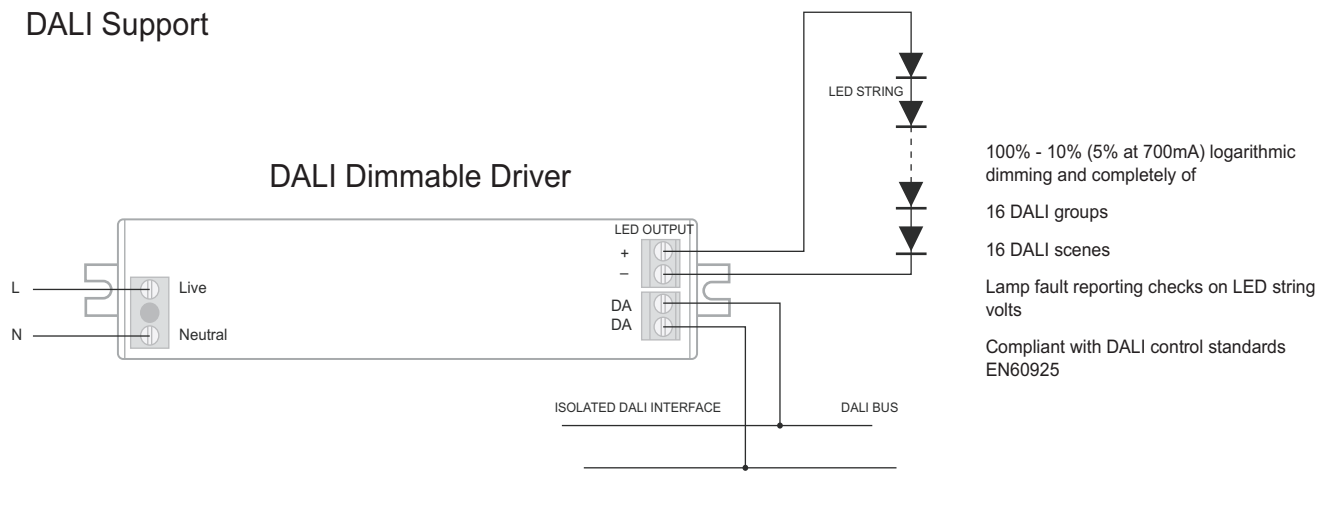 DALI Support
LED STRING
DALI Dimmable Driver
LED OUTPUT
+
–
L
Live
DA
DA
N
Neutral
ISOLATED DALI INTERFACE
DALI BUS
100% - 10% (5% at 700mA) logarithmic
dimming and completely of
16 DALI groups
16 DALI scenes
Lamp fault reporting checks on LED string
volts
Compliant with DALI control standards
EN60925